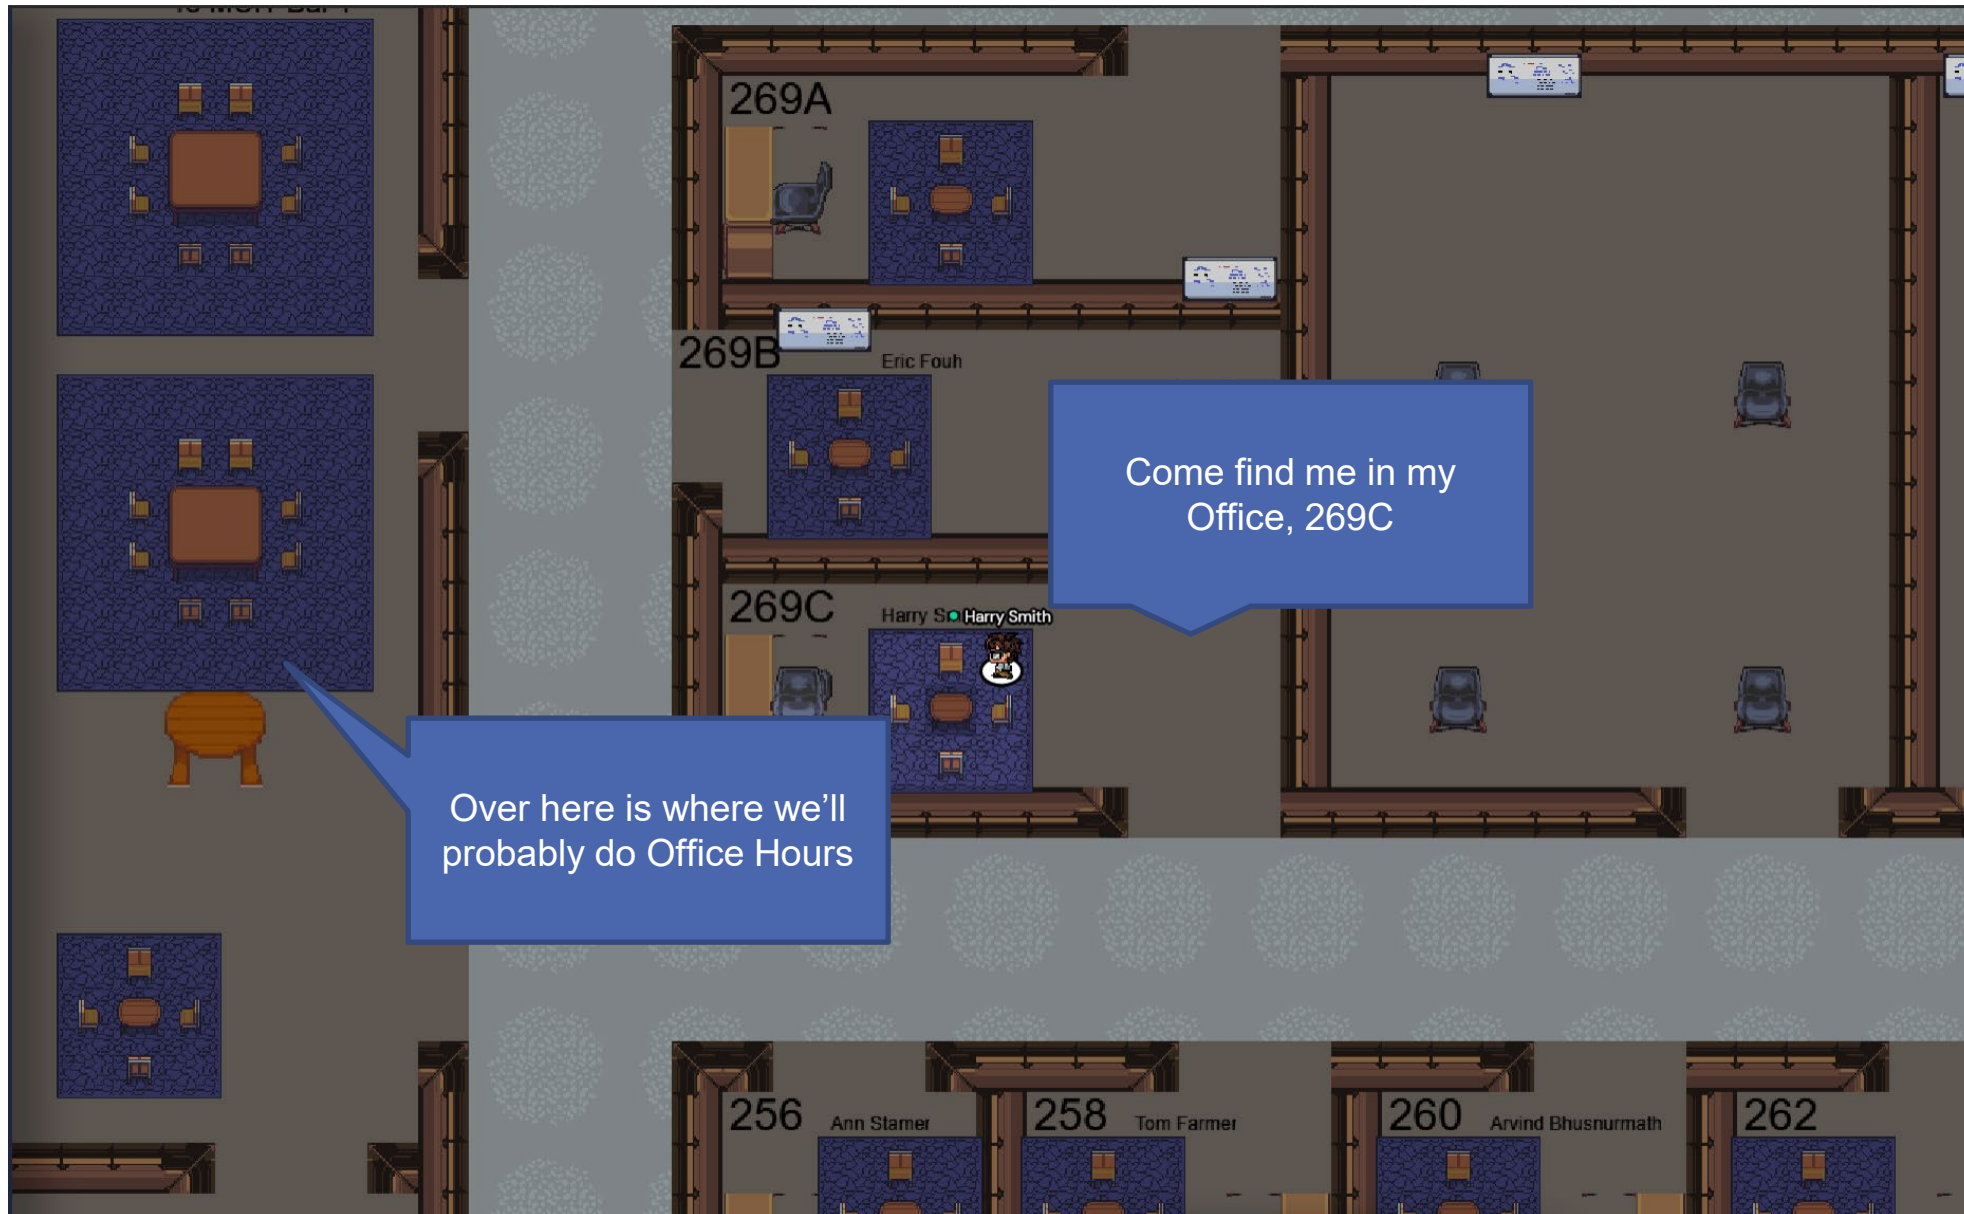 269A
269B
Eric Fouh
Come find me in my
Office, 269C
269C
Harry
Harry Smith
Over here is where we’ll
probably do Office Hours
256
Ann Stamer
258
Tom Farmer
260
Arvind Bhusnurmath
262